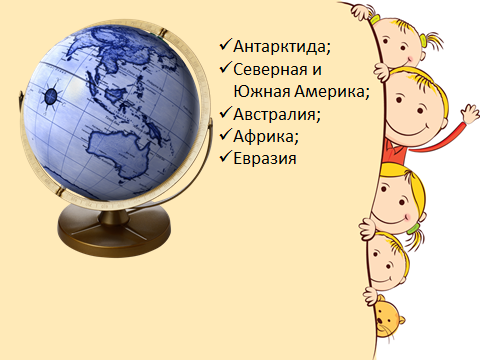 ✓Антарктида;
✓Северная и
Южная Америка;
✓Австралия;
✓Африка;
✓Евразия